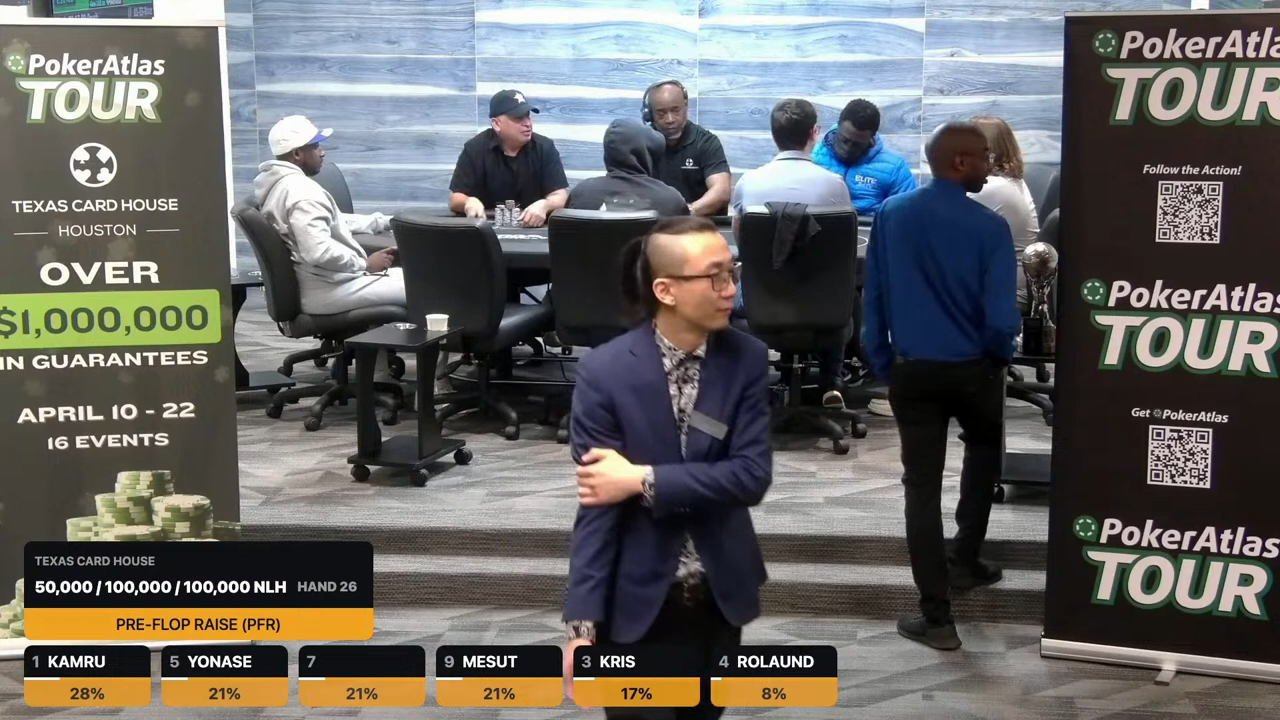 PokerAtlas
TOUR
TEXAS CARD HOUSE
HOUSTON
OVER
$1,000,000
IN GUARANTEES
APRIL 10 - 22
16 EVENTS
ELITE
PokerAtlas
TOUR
Follow the Action!
PokerAtlas
TOUR
Get PokerAtlas
PokerAtlas
TOUR
TEXAS CARD HOUSE
50,000 / 100,000 / 100,000 NLH HAND 26
PRE-FLOP RAISE (PFR)
1 KAMRU 5 YONASE 7 9 MESUT 3 KRIS 4 ROLAUND
28% 21% 21% 21% 17% 8%